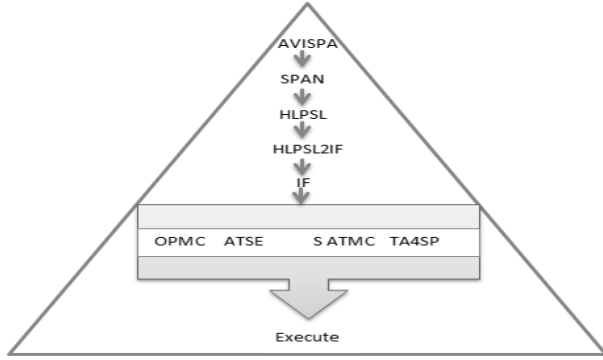 AVISPA
SPAN
HLPSL
HLPSL2IF
IF
OPMC ATSE S ATMC TA4SP
Execute